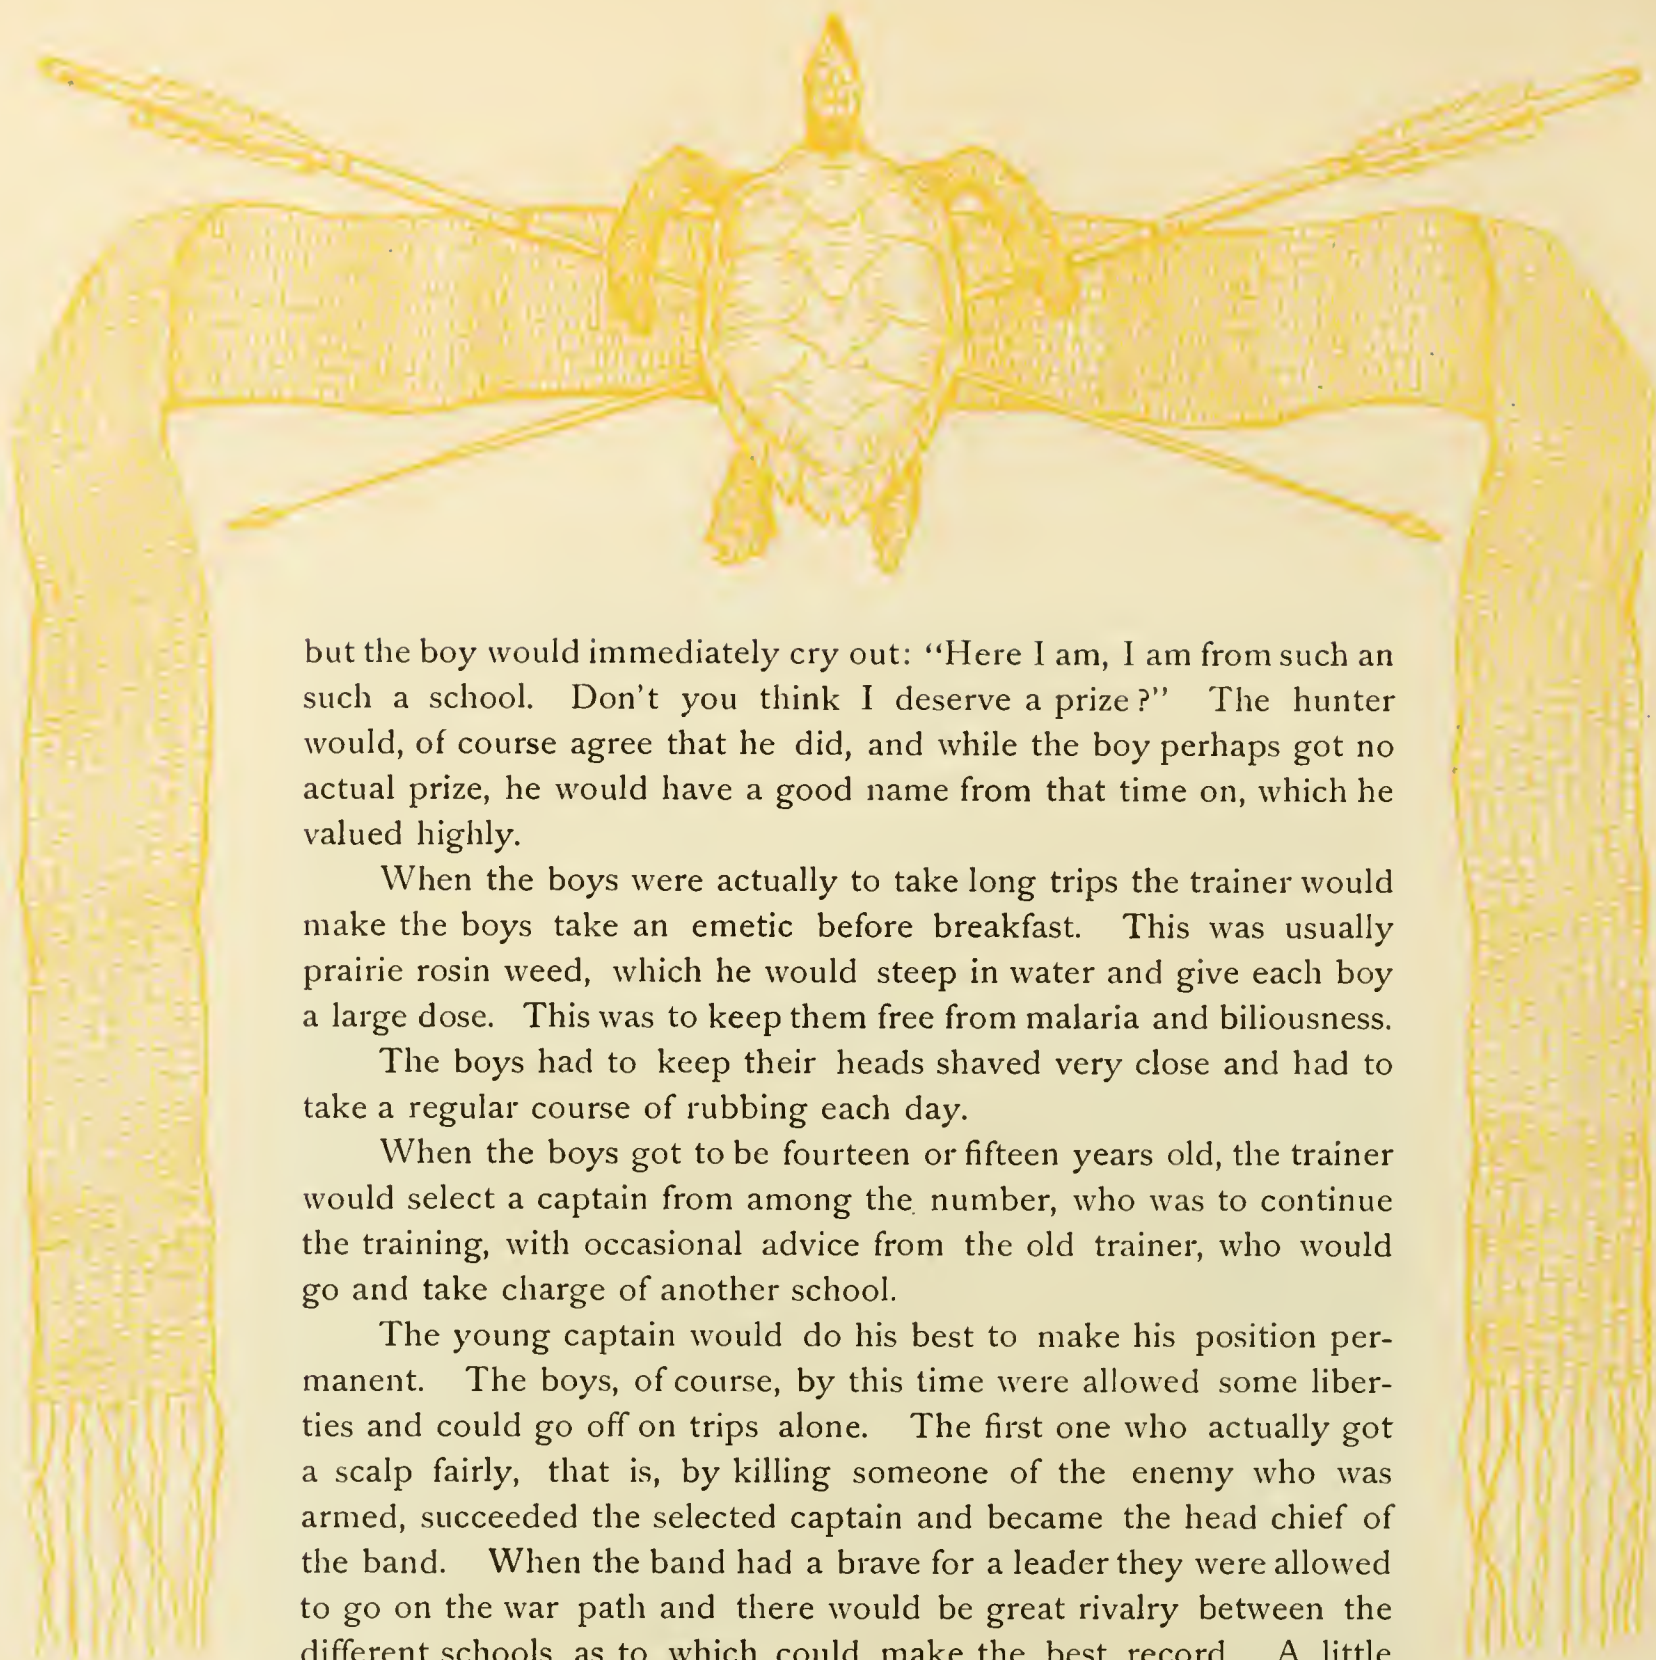 but the boy would immediately cry out: “Here I am, I am from such an
such a school. Don't you think I deserve a prize?” The hunter
would, of course agree that he did, and while the boy perhaps got no
actual prize, he would have a good name from that time on, which he
valued highly.
When the boys were actually to take long trips the trainer would
make the boys take an emetic before breakfast. This was usually
prairie rosin weed, which he would steep in water and give each boy
a large dose. This was to keep them free from malaria and biliousness.
The boys had to keep their heads shaved very close and had to
take a regular course of rubbing each day.
When the boys got to be fourteen or fifteen years old, the trainer
would select a captain from among the number, who was to continue
the training, with occasional advice from the old trainer, who would
go and take charge of another school.
The young captain would do his best to make his position per-
manent. The boys, of course, by this time were allowed some liber-
ties and could go off on trips alone. The first one who actually got
a scalp fairly, that is, by killing someone of the enemy who was
armed, succeeded the selected captain and became the head chief of
the band. When the band had a brave for a leader they were allowed
to go on the war path and there would be great rivalry between the
different schools as to which could make the best record. A little